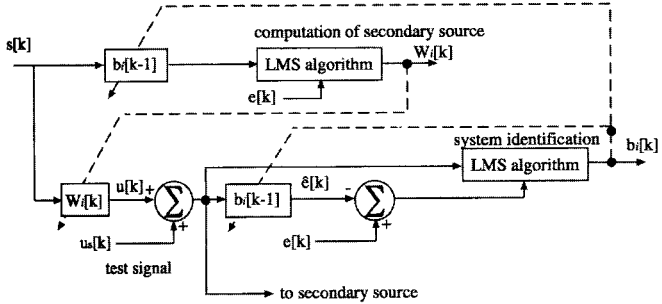 computation of secondary source
s[k]
bi[k-1]
LMS algorithm
Wi[k]
e[k]
system identification
bi[k]
LMS algorithm
Wi[k]
u[k]
+
Σ
bi[k-1]
ê[k]
-
Σ
+
+
us[k]
e[k]
test signal
to secondary source